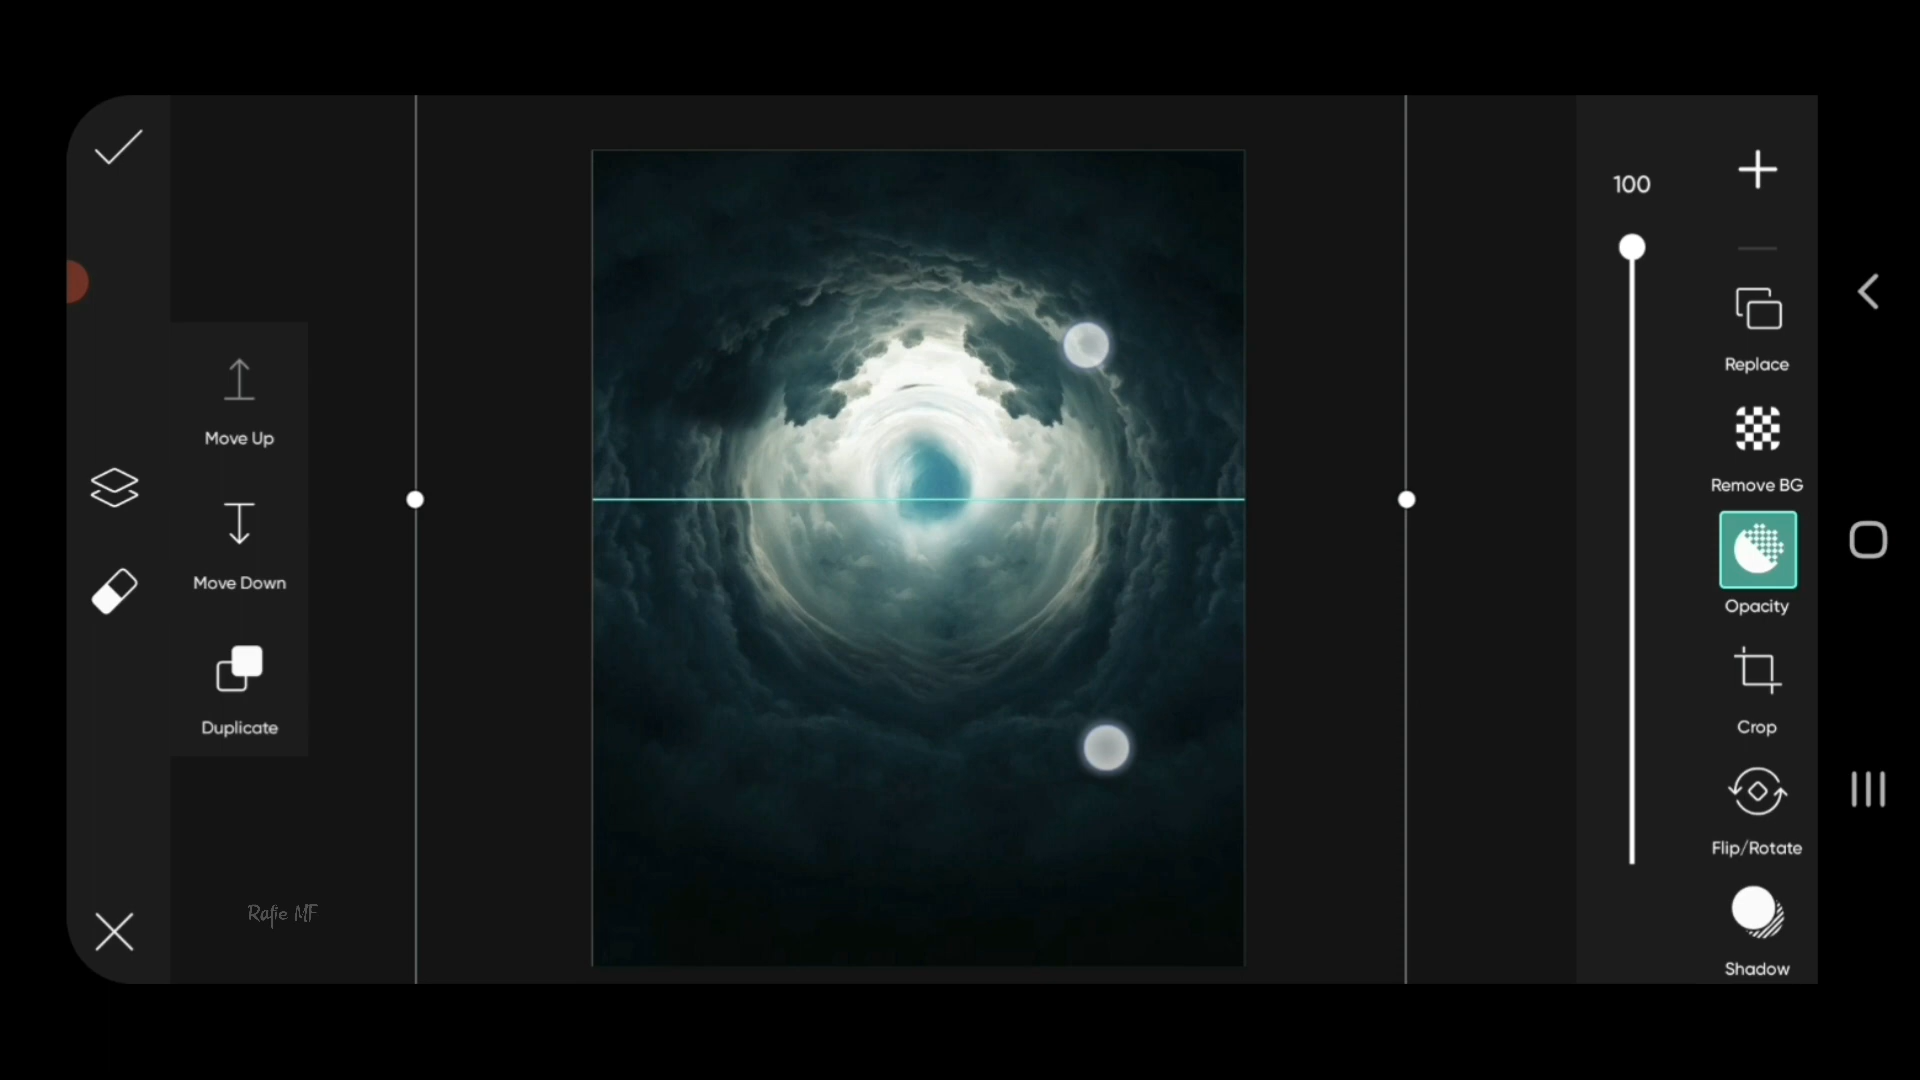 100
Replace
Move Up
Remove BG
Move Down
Opacity
Duplicate
Crop
Flip/Rotate
Rafie MF
Shadow